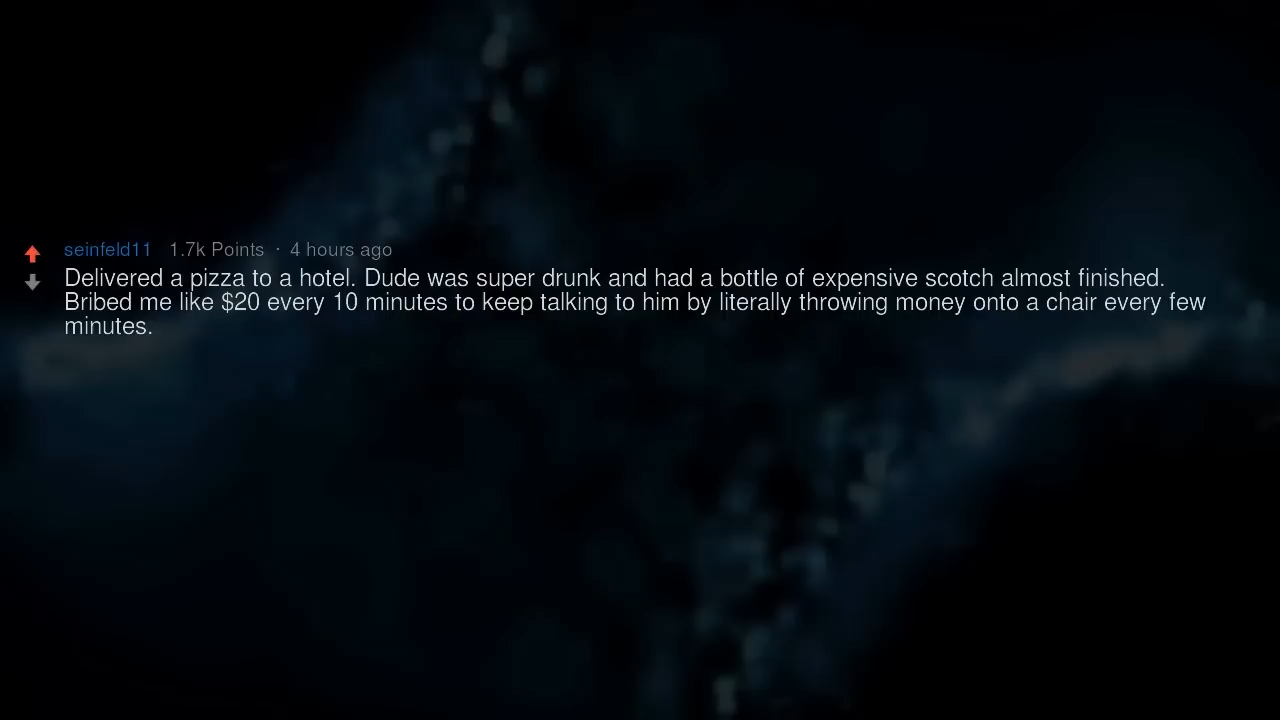 seinfeld11 1.7k Points · 4 hours ago
Delivered a pizza to a hotel. Dude was super drunk and had a bottle of expensive scotch almost finished.
Bribed me like $20 every 10 minutes to keep talking to him by literally throwing money onto a chair every few
minutes.